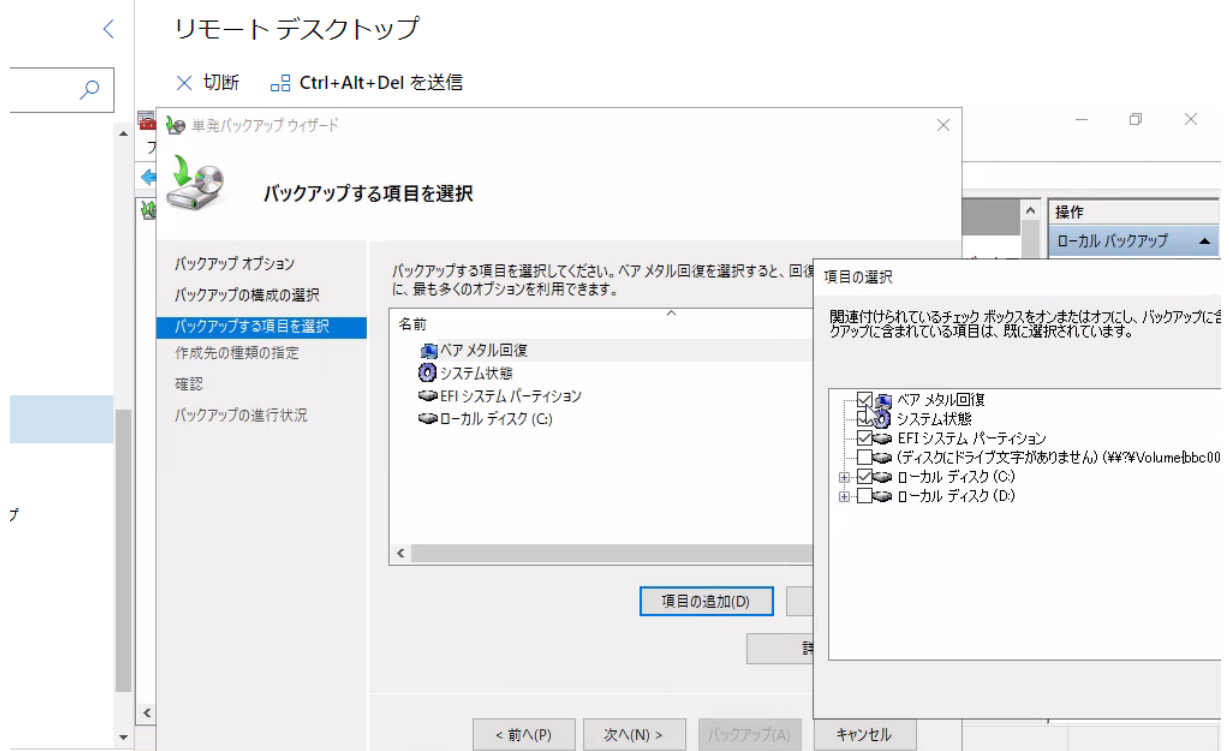 リモート デスクトップ
切断
Ctrl+Alt+Del を送信
単発バックアップ ウィザード
バックアップする項目を選択
操作
ローカル バックアップ
バックアップ オプション
バックアップの構成の選択
バックアップする項目を選択
作成先の種類の指定
確認
バックアップの進行状況
バックアップする項目を選択してください。ベア メタル回復を選択すると、回復
に、最も多くのオプションを利用できます。
名前
ベア メタル回復
システム状態
EFI システム パーティション
ローカル ディスク (C:)
項目の追加(D)
詳
< 前へ(P)
次へ(N) >
バックアップ(A)
キャンセル
項目の選択
関連付けられているチェック ボックスをオンまたはオフにし、バックアップに含
クアップに含まれている項目は、既に選択されています。
ベア メタル回復
システム状態
EFI システム パーティション
(ディスクにドライブ文字がありません) (¥¥?¥Volume{bbc00
ローカル ディスク (C:)
ローカル ディスク (D:)
プ